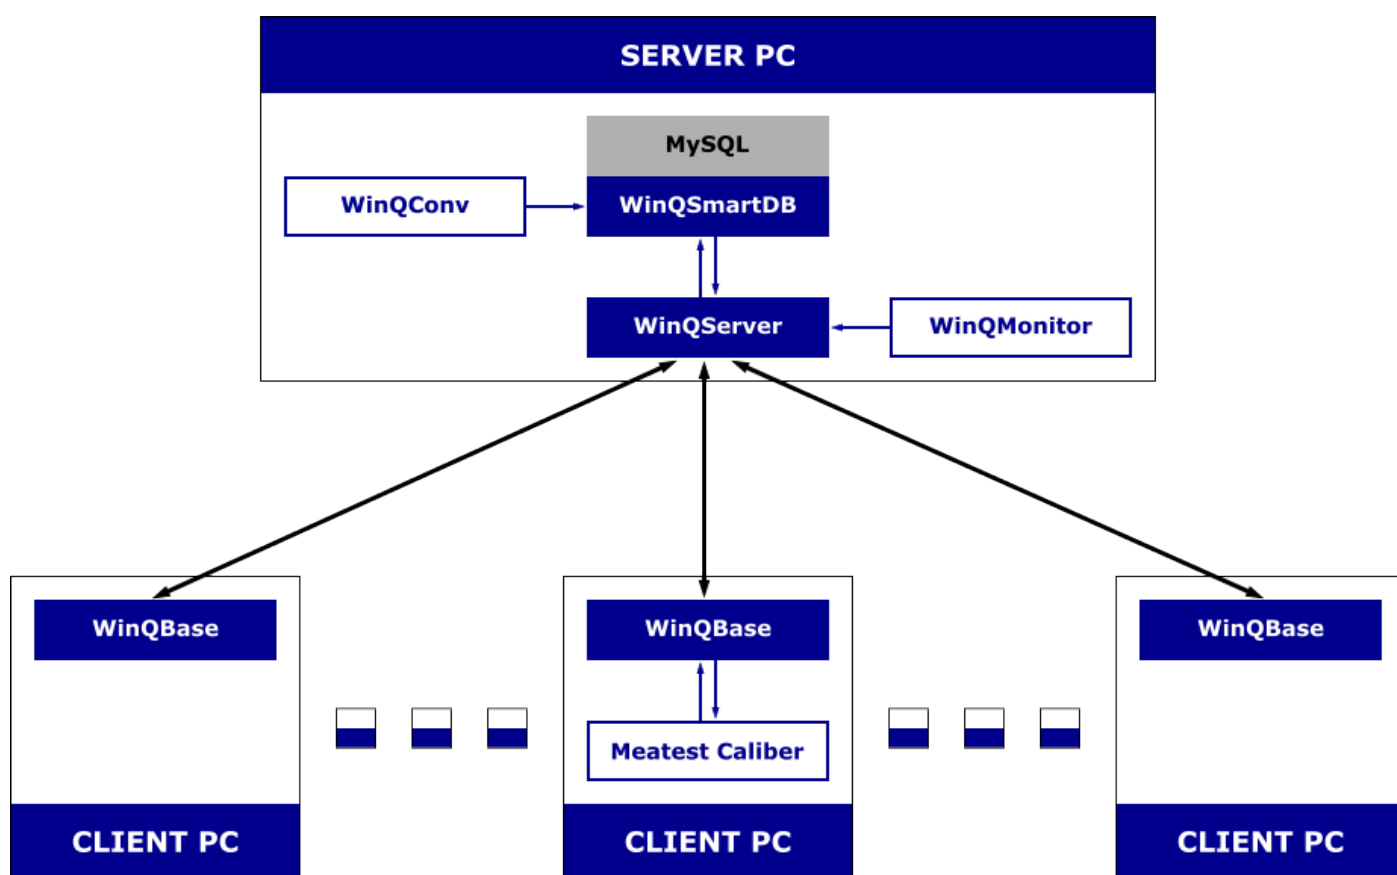 SERVER PC
MySQL
WinQConv
WinQSmartDB
WinQServer
WinQMonitor
WinQBase
WinQBase
WinQBase
Meatest Caliber
CLIENT PC
CLIENT PC
CLIENT PC